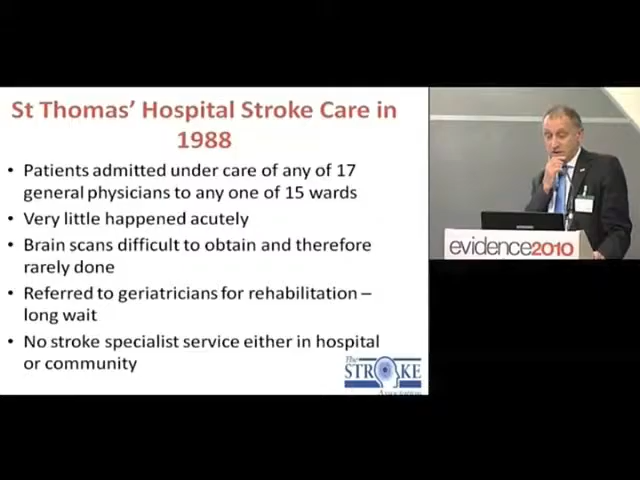 St Thomas’ Hospital Stroke Care in
1988
• Patients admitted under care of any of 17
general physicians to any one of 15 wards
• Very little happened acutely
• Brain scans difficult to obtain and therefore
rarely done
• Referred to geriatricians for rehabilitation –
long wait
• No stroke specialist service either in hospital
or community
The
STROKE
Association
evidence2010